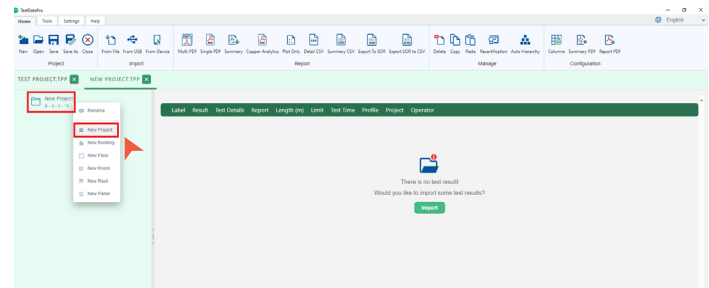 TestDataPro
Home Tools Settings Help
English
New Open Save Save As Close From File From USB From Device Multi PDF Single PDF Summary Copper Analytics Plot Only Detail CSV Summary CSV Export To SOR Export SOR to CSV Delete Copy Paste Recertification Auto Hierarchy Columns Summary PDF Report PDF
Project Import Report Manage Configuration
TEST PROJECT.TPP NEW PROJECT.TPP
New Project
Rename
New Project
New Building
New Floor
New Room
New Rack
New Panel
Label Result Test Details Report Length (m) Limit Test Time Profile Project Operator
There is no test result!
Would you like to import some test results?
Import